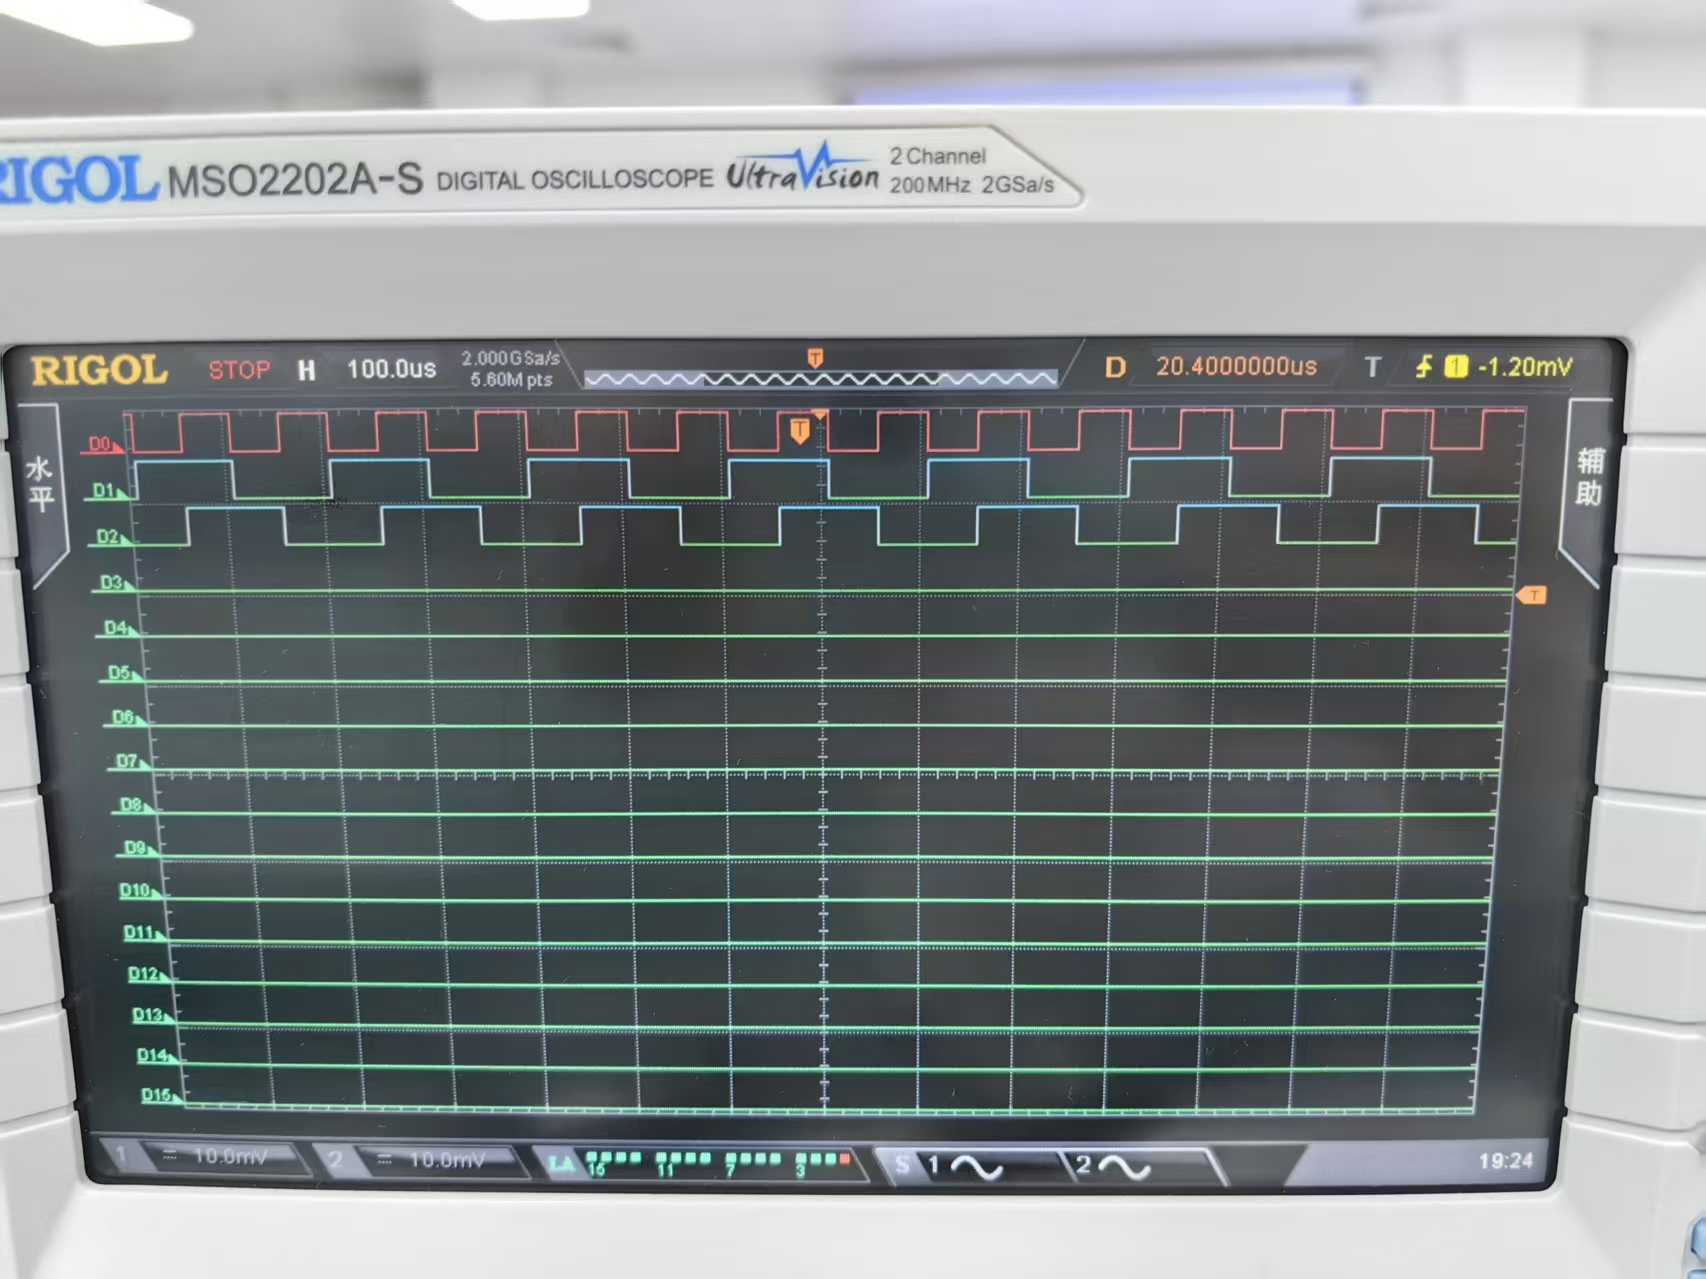 RIGOL MSO2202A-S DIGITAL OSCILLOSCOPE UltraVision 2 Channel
200MHz 2GSa/s
RIGOL STOP H 100.0us 2.000GSa/s
5.60M pts
T
D 20.4000000us T 1 -1.20mV
水平
辅助
T
T
D0
D1
D2
D3
D4
D5
D6
D7
D8
D9
D10
D11
D12
D13
D14
D15
1 10.0mV 2 10.0mV LA 15 11 7 3 S 1 2 19:24